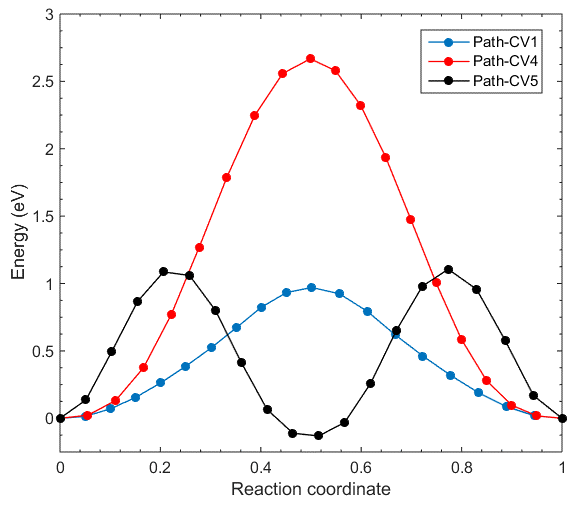 3
2.5
2
1.5
1
0.5
0
Energy (eV)
Path-CV1
Path-CV4
Path-CV5
0 0.2 0.4 0.6 0.8 1
Reaction coordinate